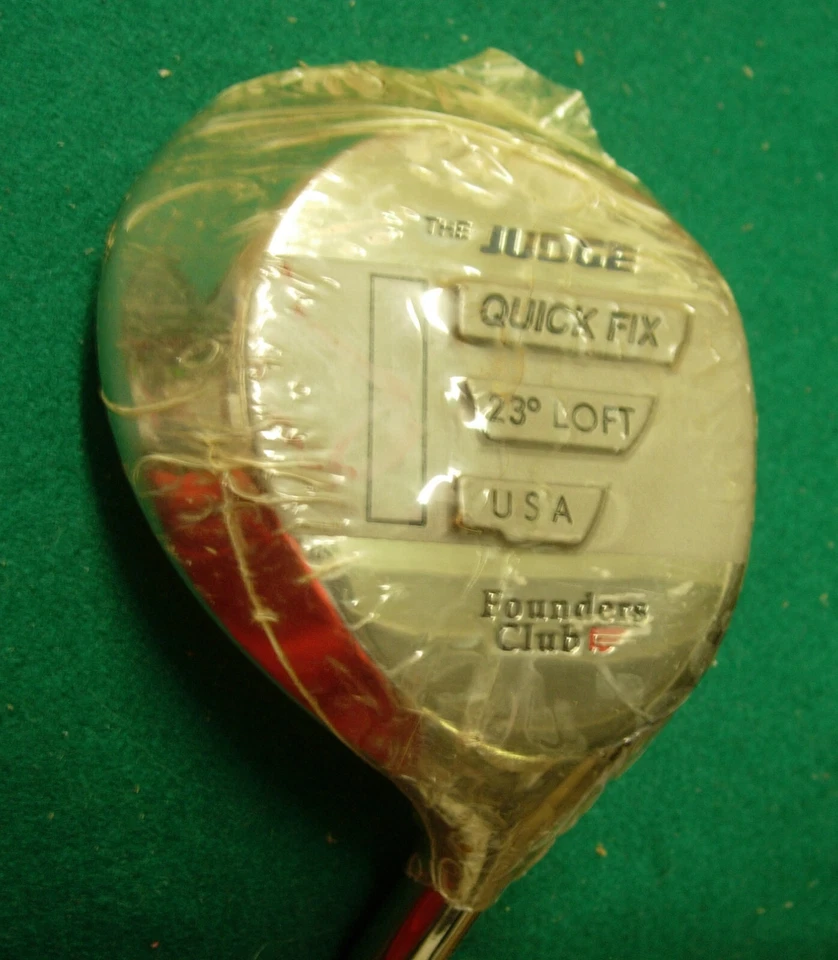 THE JUDGE
QUICK FIX
23° LOFT
USA
Founders
Club